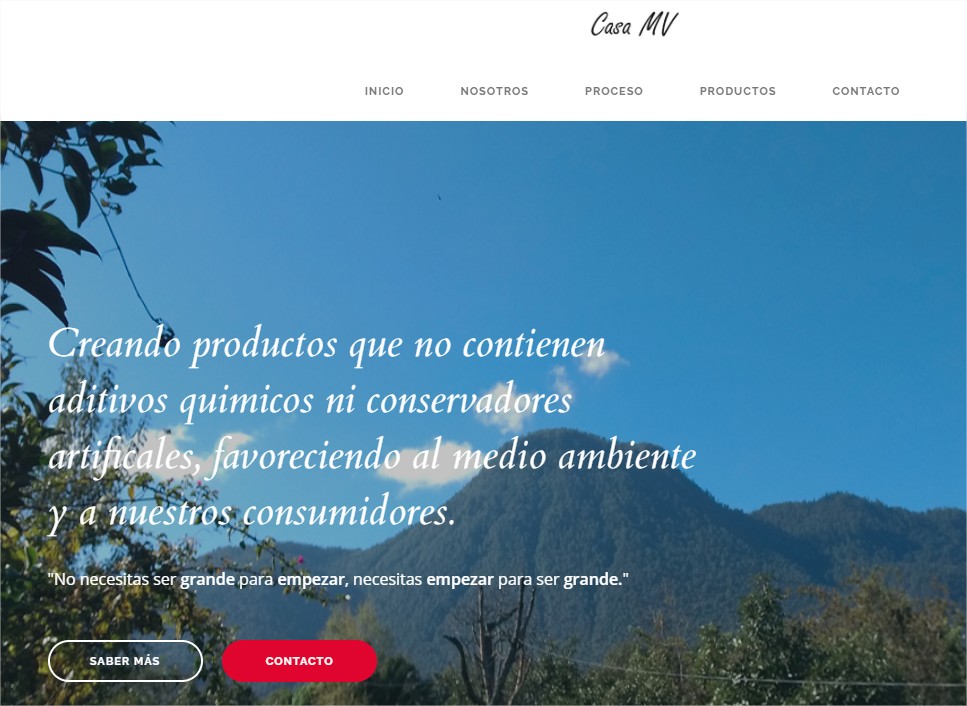 Casa MV
INICIO NOSOTROS PROCESO PRODUCTOS CONTACTO
Creando productos que no contienen
aditivos quimicos ni conservadores
artificales, favoreciendo al medio ambiente
y a nuestros consumidores.
"No necesitas ser grande para empezar, necesitas empezar para ser grande."
SABER MÁS CONTACTO